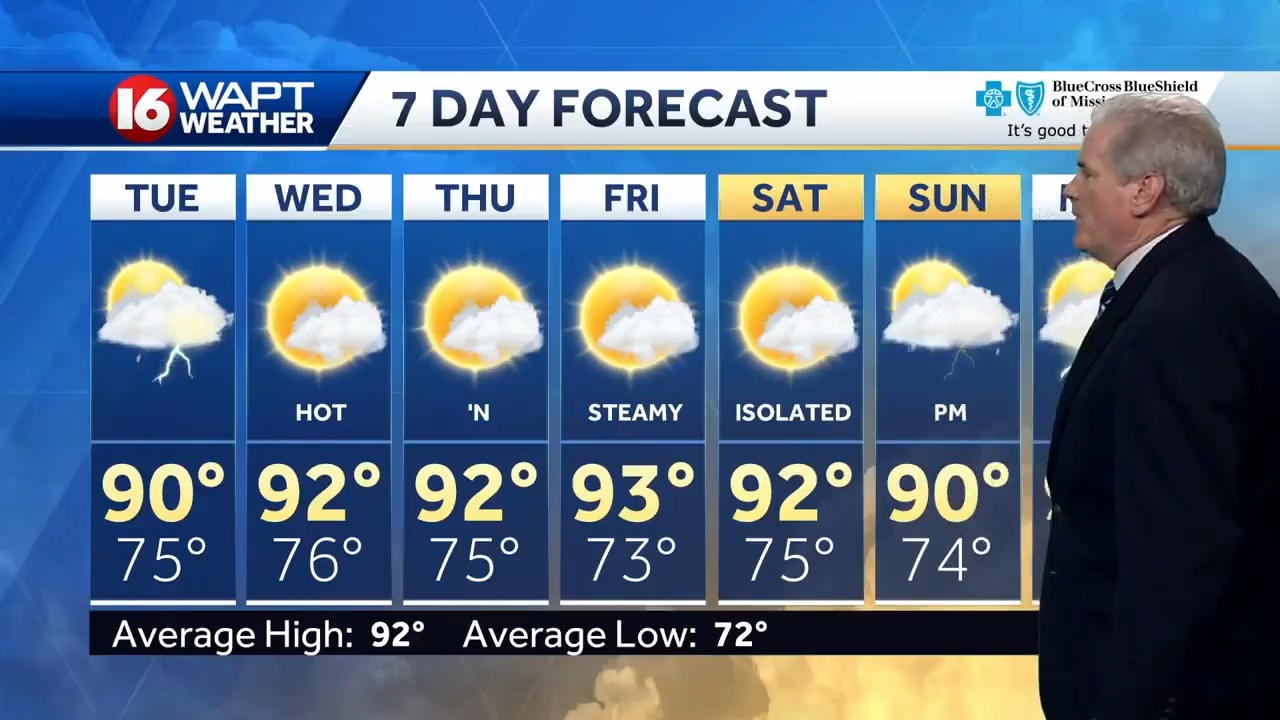 16 WAPT WEATHER
7 DAY FORECAST
BlueCross BlueShield
of
It's good
TUE WED THU FRI SAT SUN
HOT 'N STEAMY ISOLATED PM
90° 92° 92° 93° 92° 90°
75° 76° 75° 73° 75° 74°
Average High: 92° Average Low: 72°